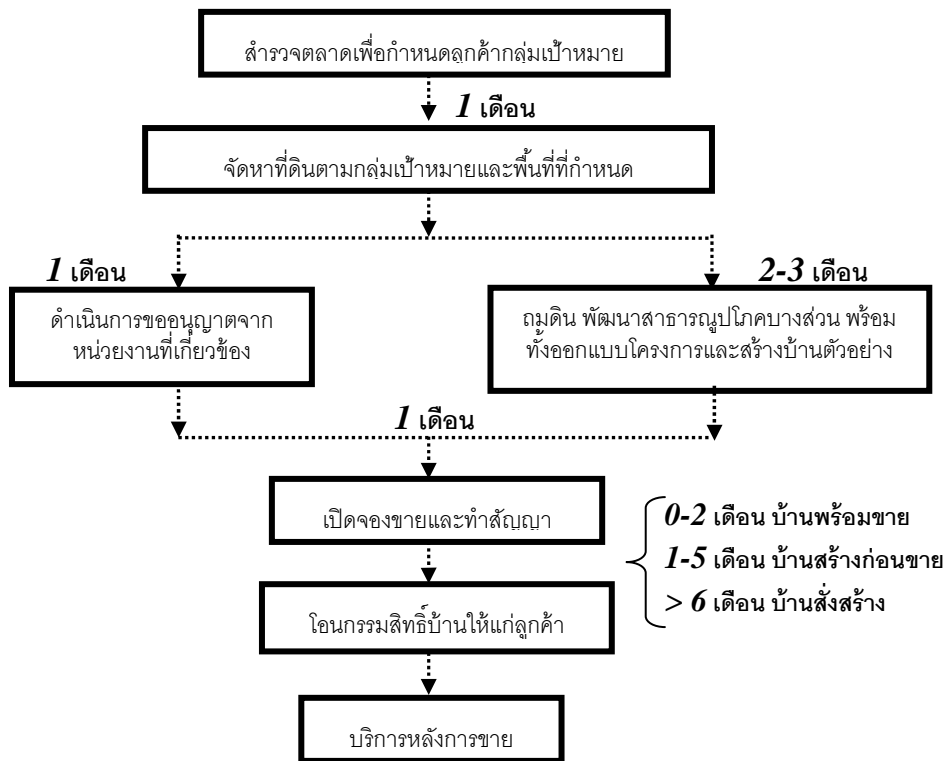 สำรวจตลาดเพื่อกำหนดลูกค้ากลุ่มเป้าหมาย
1 เดือน
จัดหาที่ดินตามกลุ่มเป้าหมายและพื้นที่ที่กำหนด
1 เดือน
2-3 เดือน
ดำเนินการขออนุญาตจาก
หน่วยงานที่เกี่ยวข้อง
ถมดิน พัฒนาสาธารณูปโภคบางส่วน พร้อม
ทั้งออกแบบโครงการและสร้างบ้านตัวอย่าง
1 เดือน
เปิดจองขายและทำสัญญา
0-2 เดือน บ้านพร้อมขาย
1-5 เดือน บ้านสร้างก่อนขาย
> 6 เดือน บ้านสั่งสร้าง
โอนกรรมสิทธิ์บ้านให้แก่ลูกค้า
บริการหลังการขาย